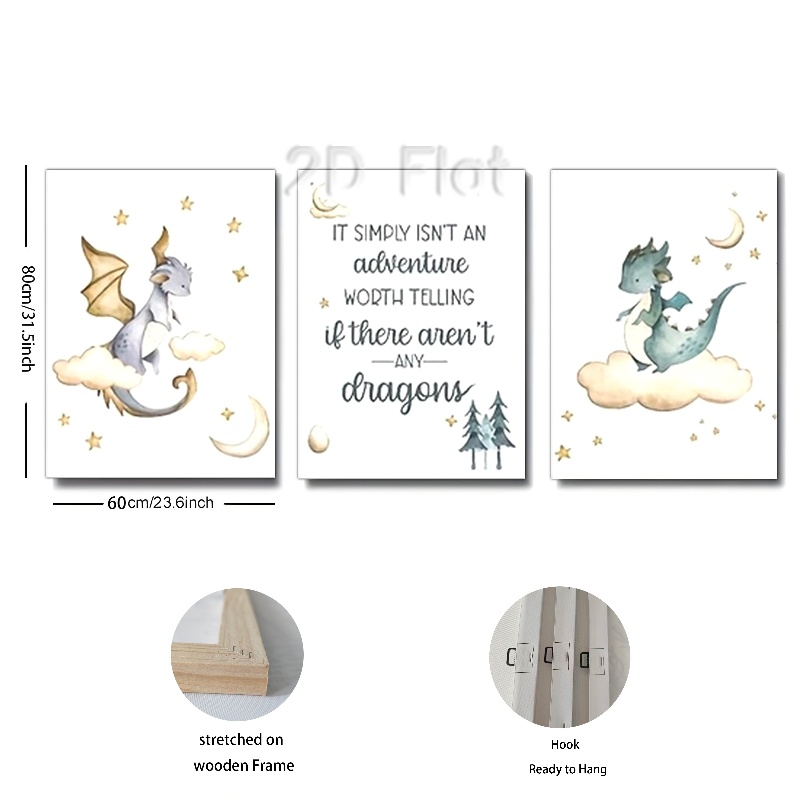 2D Flat
IT SIMPLY ISN'T AN
adventure
WORTH TELLING
if there aren't
—ANY—
dragons
80cm/31.5inch
60cm/23.6inch
stretched on
wooden Frame
Hook
Ready to Hang